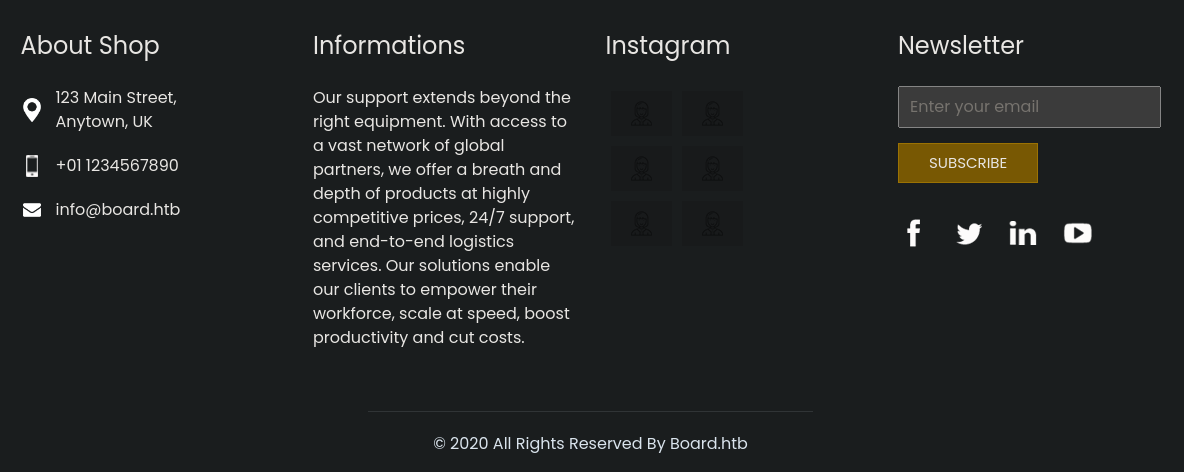 About Shop
123 Main Street,
Anytown, UK
+01 1234567890
info@board.htb
Informations
Our support extends beyond the
right equipment. With access to
a vast network of global
partners, we offer a breath and
depth of products at highly
competitive prices, 24/7 support,
and end-to-end logistics
services. Our solutions enable
our clients to empower their
workforce, scale at speed, boost
productivity and cut costs.
Instagram
Newsletter
Enter your email
SUBSCRIBE
© 2020 All Rights Reserved By Board.htb